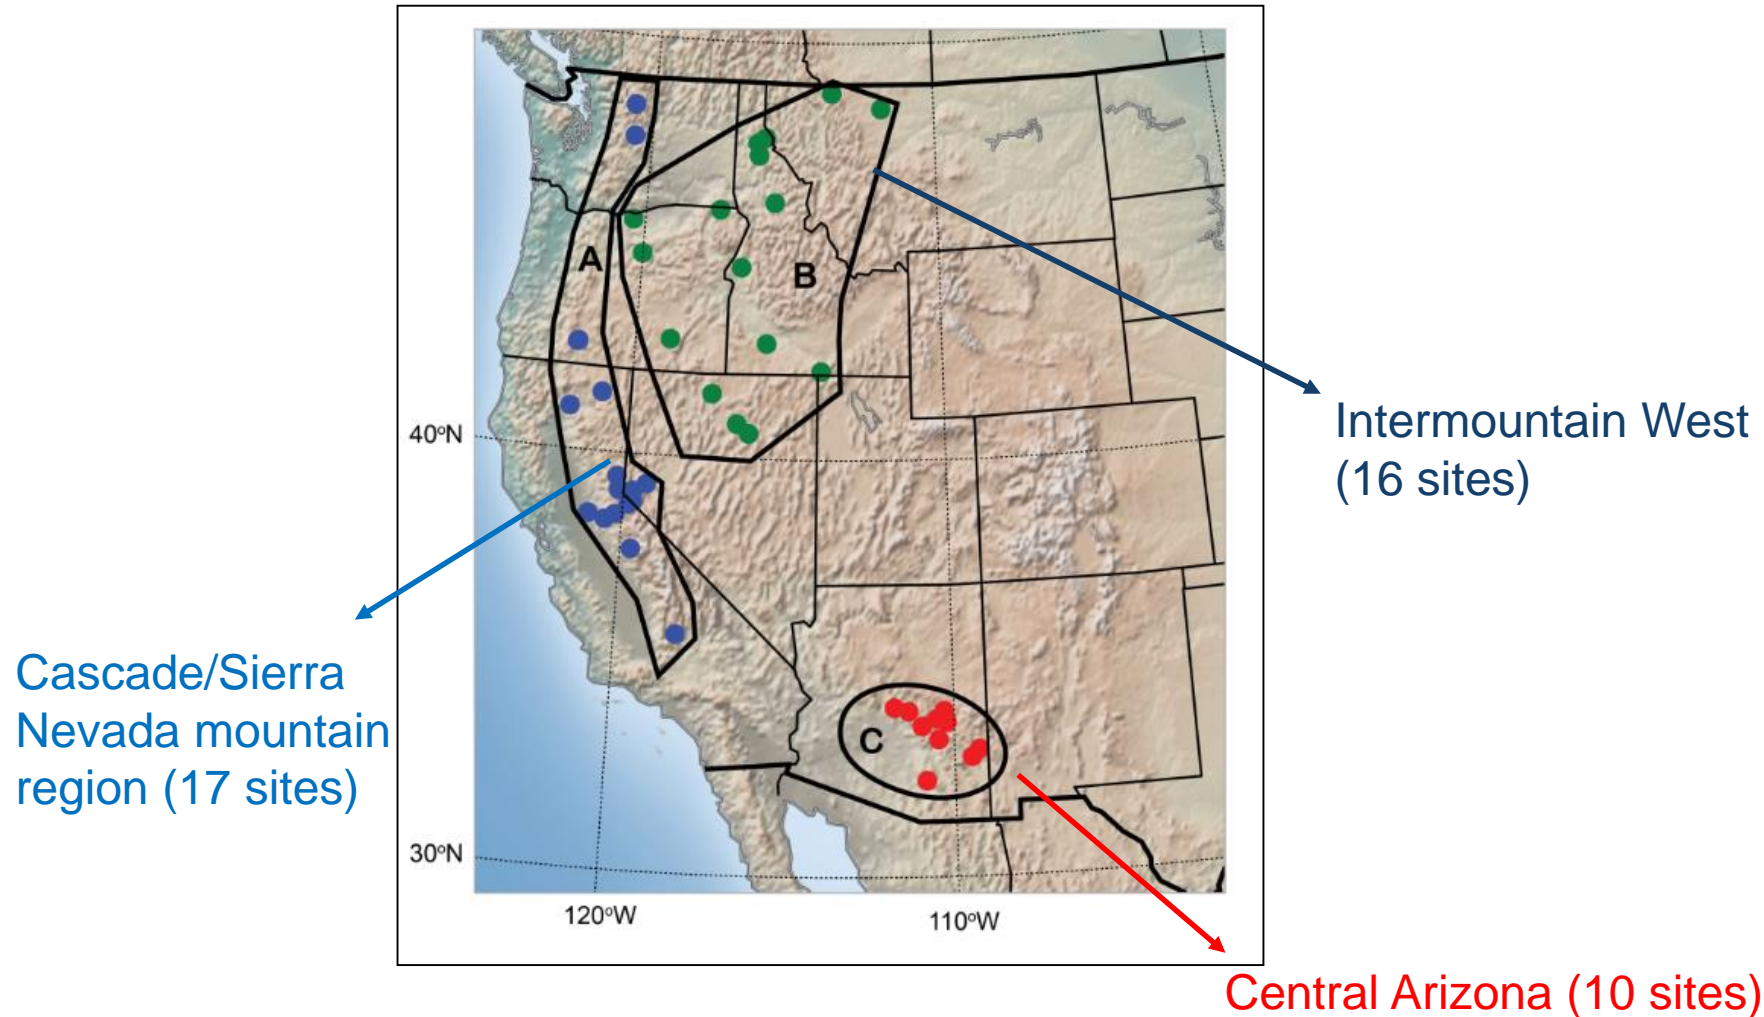 A
B
Intermountain West
(16 sites)
40°N
Cascade/Sierra
Nevada mountain
region (17 sites)
C
30°N
120°W
110°W
Central Arizona (10 sites)